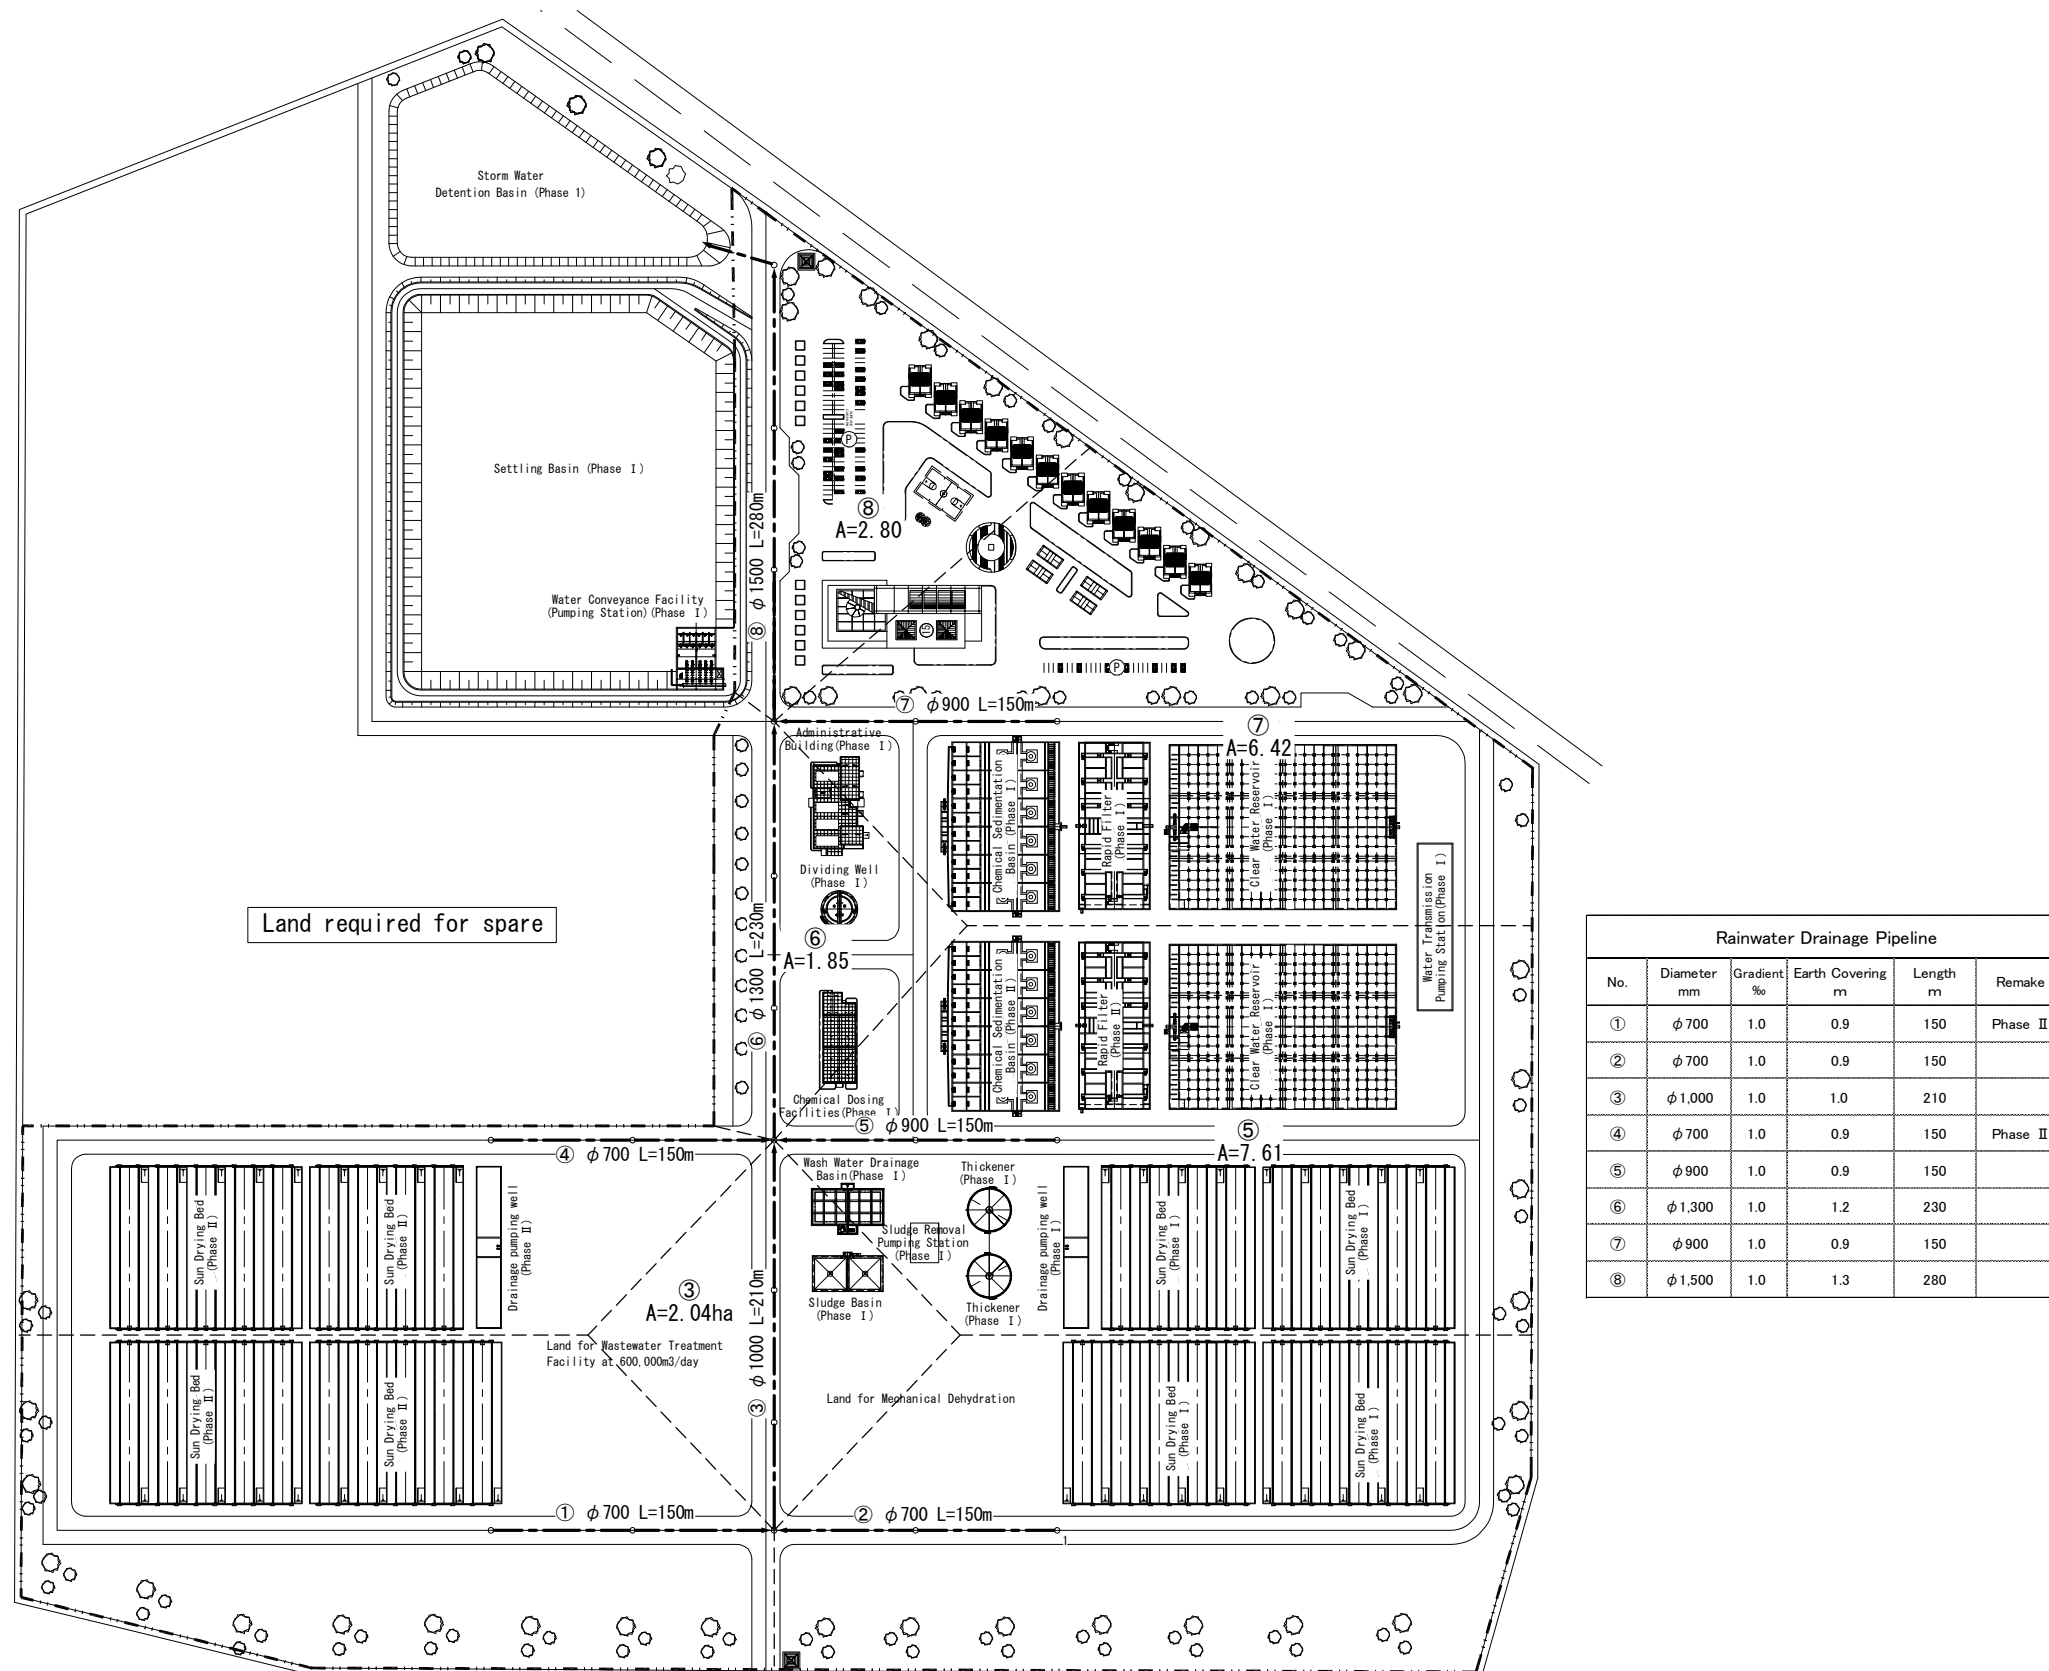 Storm Water
Detention Basin (Phase 1)
Settling Basin (Phase Ⅰ)
Water Conveyance Facility
(Pumping Station)(Phase Ⅰ)
⑧ φ1500 L=280m
P
⑧
A=2.80
15
P
⑦ φ900 L=150m
⑦
A=6.42
Administrative
Building(Phase Ⅰ)
Dividing Well
(Phase Ⅰ)
⑥
A=1.85
⑥ φ1300 L=230m
Chemical Sedimentation
Basin (Phase Ⅰ)
Rapid Filter
(Phase Ⅰ)
Clear Water Reservoir
(Phase Ⅰ)
Water Transmission
Pumping Station(Phase Ⅰ)
Land required for spare
Chemical Sedimentation
Basin (Phase Ⅱ)
Rapid Filter
(Phase Ⅱ)
Clear Water Reservoir
(Phase Ⅰ)
Chemical Dosing
Facilities(Phase Ⅰ)
⑤ φ900 L=150m
⑤
A=7.61
④ φ700 L=150m
Sun Drying Bed
(Phase Ⅱ)
Sun Drying Bed
(Phase Ⅱ)
Drainage pumping well
(Phase Ⅱ)
③
A=2.04ha
③ φ1000 L=210m
Wash Water Drainage
Basin(Phase Ⅰ)
Thickener
(Phase Ⅰ)
Sludge Removal
Pumping Station
(Phase Ⅰ)
Sludge Basin
(Phase Ⅰ)
Thickener
(Phase Ⅰ)
Drainage pumping well
(Phase Ⅰ)
Sun Drying Bed
(Phase Ⅰ)
Sun Drying Bed
(Phase Ⅰ)
Land for Wastewater Treatment
Facility at 600,000m3/day
Land for Mechanical Dehydration
Sun Drying Bed
(Phase Ⅱ)
Sun Drying Bed
(Phase Ⅱ)
Sun Drying Bed
(Phase Ⅰ)
Sun Drying Bed
(Phase Ⅰ)
① φ700 L=150m
② φ700 L=150m
1
Rainwater Drainage Pipeline
No. Diameter mm Gradient ‰ Earth Covering m Length m Remake
① φ700 1.0 0.9 150 Phase Ⅱ
② φ700 1.0 0.9 150
③ φ1,000 1.0 1.0 210
④ φ700 1.0 0.9 150 Phase Ⅱ
⑤ φ900 1.0 0.9 150
⑥ φ1,300 1.0 1.2 230
⑦ φ900 1.0 0.9 150
⑧ φ1,500 1.0 1.3 280